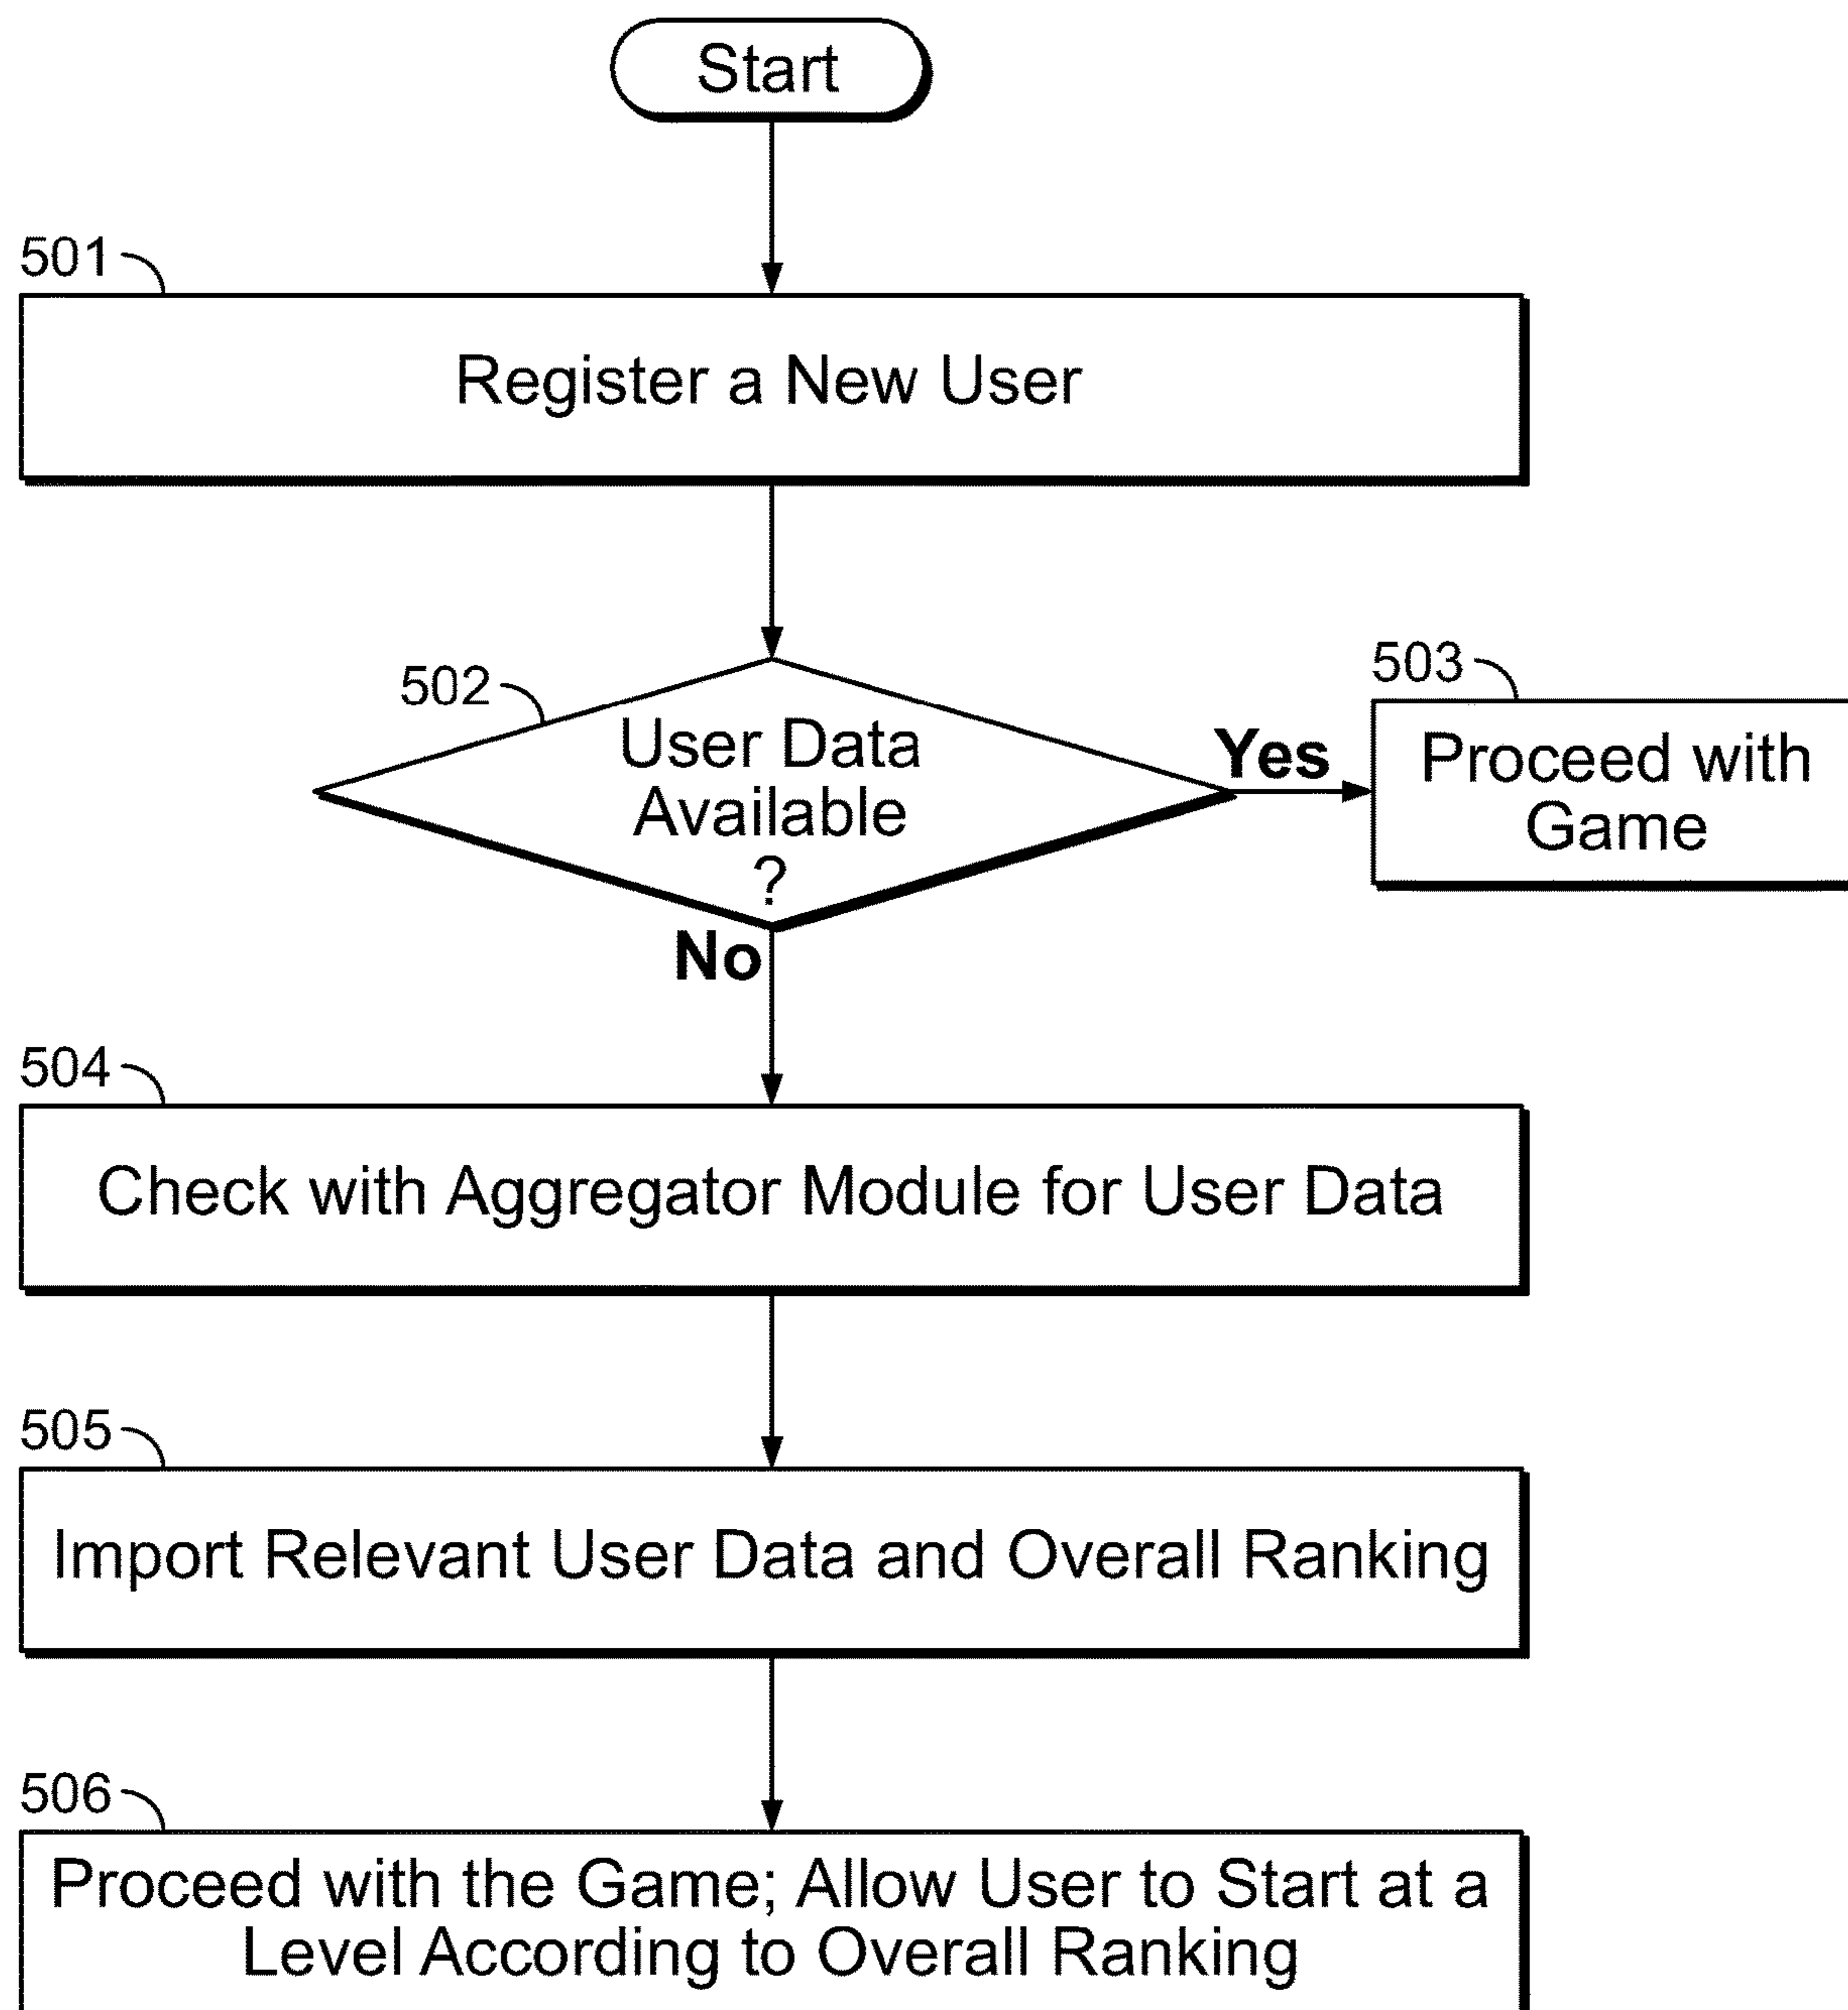 Start
501
Register a New User
502
User Data
Available
?
Yes
503
Proceed with
Game
No
504
Check with Aggregator Module for User Data
505
Import Relevant User Data and Overall Ranking
506
Proceed with the Game; Allow User to Start at a
Level According to Overall Ranking